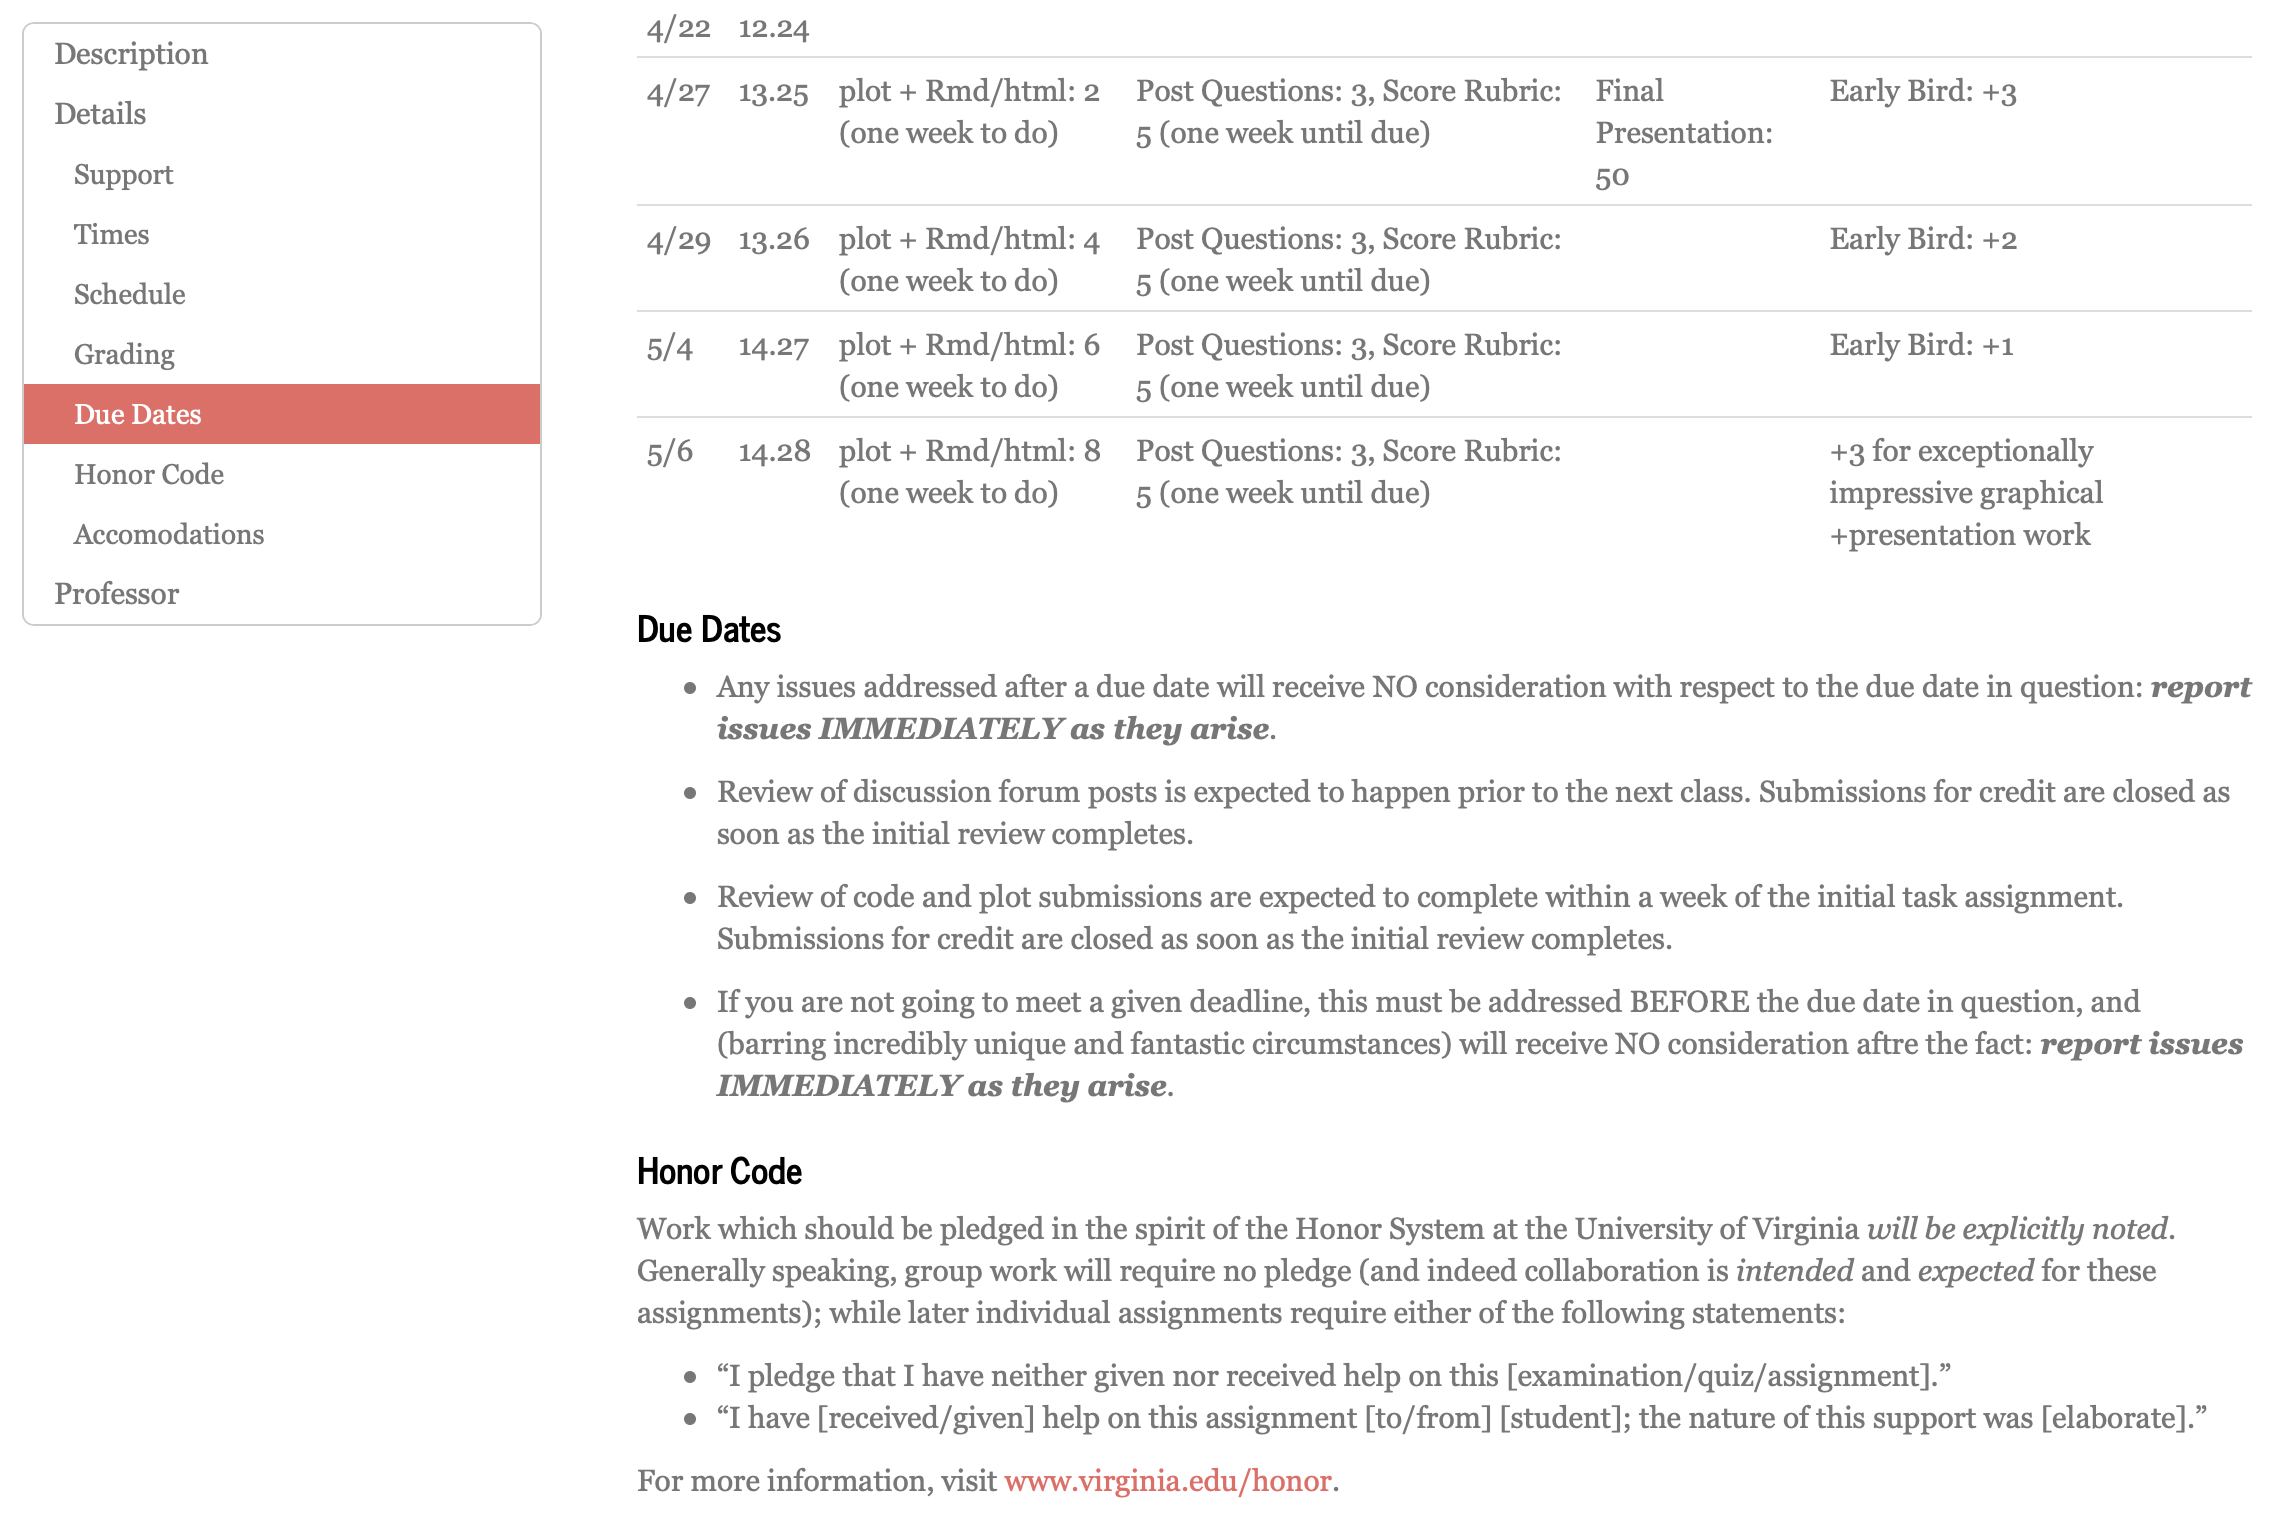 Description
Details
Support
Times
Schedule
Grading
Due Dates
Honor Code
Accomodations
Professor
4/22 12.24
4/27 13.25 plot + Rmd/html: 2 Post Questions: 3, Score Rubric: Final Early Bird: +3
(one week to do) 5 (one week until due) Presentation:
50
4/29 13.26 plot + Rmd/html: 4 Post Questions: 3, Score Rubric: Early Bird: +2
(one week to do) 5 (one week until due)
5/4 14.27 plot + Rmd/html: 6 Post Questions: 3, Score Rubric: Early Bird: +1
(one week to do) 5 (one week until due)
5/6 14.28 plot + Rmd/html: 8 Post Questions: 3, Score Rubric: +3 for exceptionally
(one week to do) 5 (one week until due) impressive graphical
+presentation work
Due Dates
• Any issues addressed after a due date will receive NO consideration with respect to the due date in question: report
issues IMMEDIATELY as they arise.
• Review of discussion forum posts is expected to happen prior to the next class. Submissions for credit are closed as
soon as the initial review completes.
• Review of code and plot submissions are expected to complete within a week of the initial task assignment.
Submissions for credit are closed as soon as the initial review completes.
• If you are not going to meet a given deadline, this must be addressed BEFORE the due date in question, and
(barring incredibly unique and fantastic circumstances) will receive NO consideration aftre the fact: report issues
IMMEDIATELY as they arise.
Honor Code
Work which should be pledged in the spirit of the Honor System at the University of Virginia will be explicitly noted.
Generally speaking, group work will require no pledge (and indeed collaboration is intended and expected for these
assignments); while later individual assignments require either of the following statements:
• “I pledge that I have neither given nor received help on this [examination/quiz/assignment].”
• “I have [received/given] help on this assignment [to/from] [student]; the nature of this support was [elaborate].”
For more information, visit www.virginia.edu/honor.